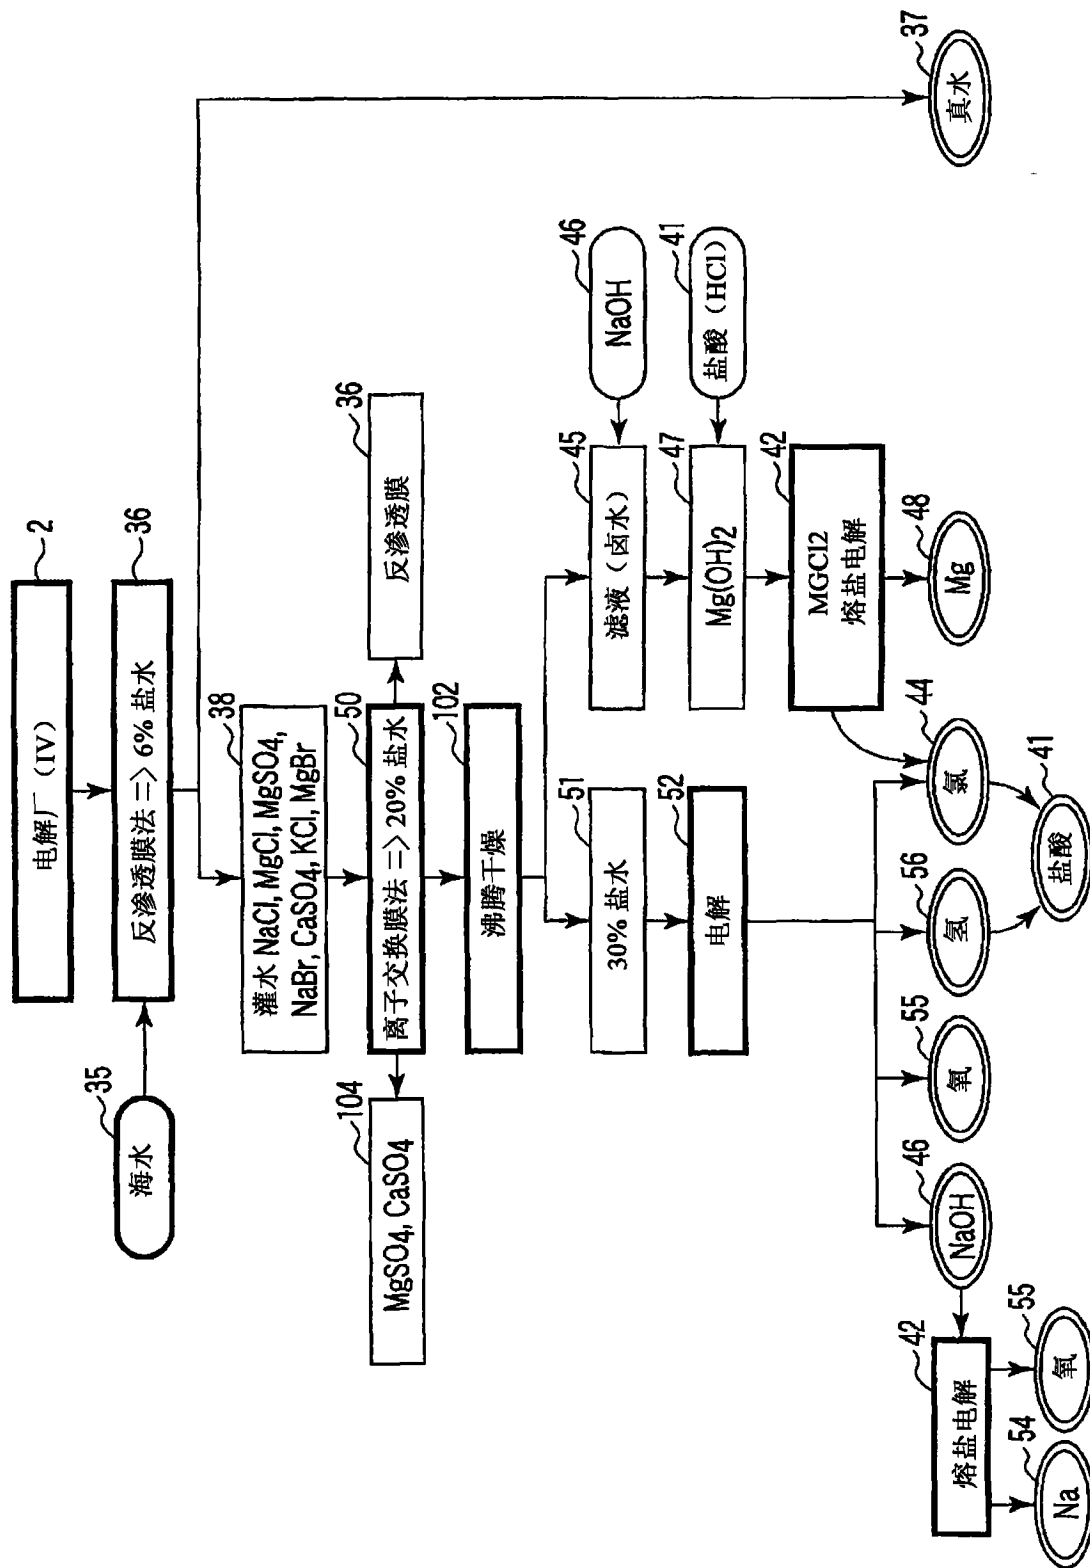 电解厂（IV）
2
海水
35
反渗透膜法=>6% 盐水
36
灌水 NaCl, MgCl, MgSO4,
NaBr, CaSO4, KCl, MgBr
38
MgSO4, CaSO4
104
离子交换膜法=>20% 盐水
50
反渗透膜
36
沸腾干燥
102
30% 盐水
51
滤液（卤水）
45
NaOH
46
电解
52
Mg(OH)2
47
盐酸（HCl）
41
MGCl2
熔盐电解
42
NaOH
46
氧
55
氢
56
氯
44
Mg
48
真水
37
熔盐电解
42
盐酸
41
Na
54
氧
55